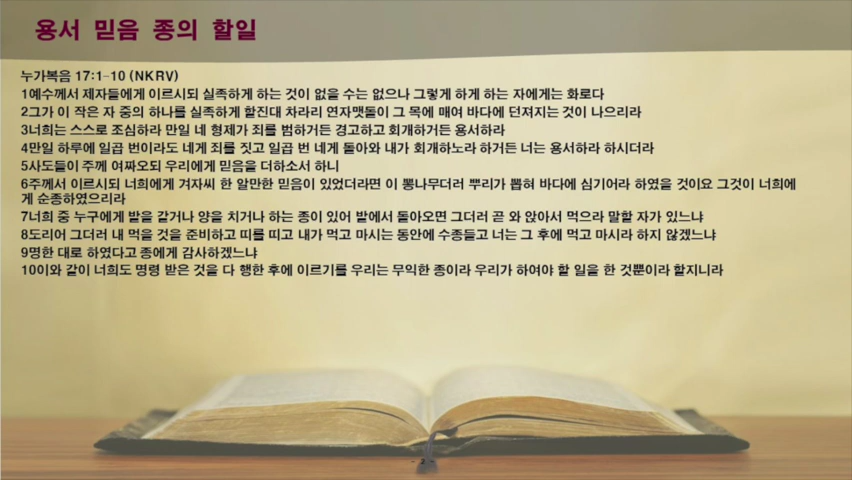 용서 믿음 종의 할일
누가복음 17:1-10 (NKRV)
1예수께서 제자들에게 이르시되 실족하게 하는 것이 없을 수는 없으나 그렇게 하게 하는 자에게는 화로다
2그가 이 작은 자 중의 하나를 실족하게 할진대 차라리 연자맷돌이 그 목에 매여 바다에 던져지는 것이 나으리라
3너희는 스스로 조심하라 만일 네 형제가 죄를 범하거든 경고하고 회개하거든 용서하라
4만일 하루에 일곱 번이라도 네게 죄를 짓고 일곱 번 네게 돌아와 내가 회개하노라 하거든 너는 용서하라 하시더라
5사도들이 주께 여짜오되 우리에게 믿음을 더하소서 하니
6주께서 이르시되 너희에게 겨자씨 한 알만한 믿음이 있었더라면 이 뽕나무더러 뿌리가 뽑혀 바다에 심기어라 하였을 것이요 그것이 너희에
게 순종하였으리라
7너희 중 누구에게 밭을 갈거나 양을 치거나 하는 종이 있어 밭에서 돌아오면 그더러 곧 와 앉아서 먹으라 말할 자가 있느냐
8도리어 그더러 내 먹을 것을 준비하고 띠를 띠고 내가 먹고 마시는 동안에 수종들고 너는 그 후에 먹고 마시라 하지 않겠느냐
9명한 대로 하였다고 종에게 감사하겠느냐
10이와 같이 너희도 명령 받은 것을 다 행한 후에 이르기를 우리는 무익한 종이라 우리가 하여야 할 일을 한 것뿐이라 할지니라